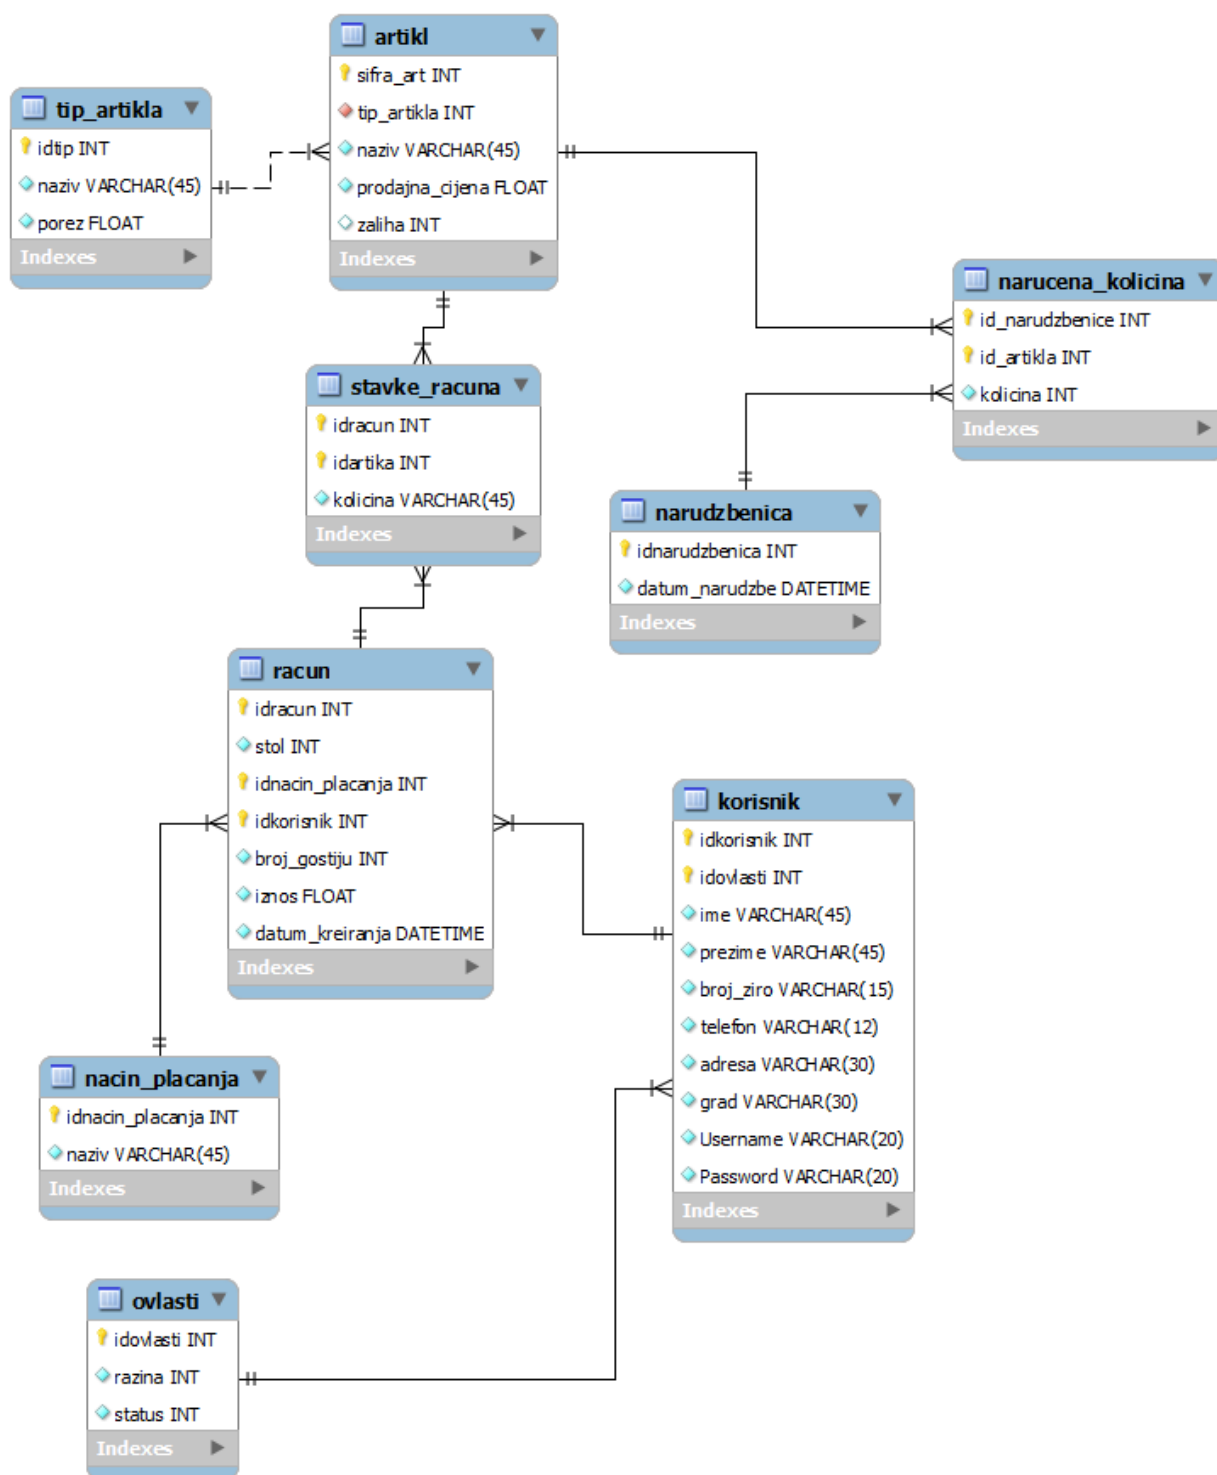 artikl
sifra_art INT
tip_artikla INT
naziv VARCHAR(45)
prodajna_cijena FLOAT
zaliha INT
Indexes
tip_artikla
idtip INT
naziv VARCHAR(45)
porez FLOAT
Indexes
narucena_kolicina
id_narudzbenice INT
id_artikla INT
kolicina INT
Indexes
stavke_racuna
idracun INT
idartika INT
kolicina VARCHAR(45)
Indexes
narudzbenica
idnarudzbenica INT
datum_narudzbe DATETIME
Indexes
racun
idracun INT
stol INT
idnacin_placanja INT
idkorisnik INT
broj_gostiju INT
iznos FLOAT
datum_kreiranja DATETIME
Indexes
korisnik
idkorisnik INT
idovlasti INT
ime VARCHAR(45)
prezime VARCHAR(45)
broj_ziro VARCHAR(15)
telefon VARCHAR(12)
adresa VARCHAR(30)
grad VARCHAR(30)
Username VARCHAR(20)
Password VARCHAR(20)
Indexes
nacin_placanja
idnacin_placanja INT
naziv VARCHAR(45)
Indexes
ovlasti
idovlasti INT
razina INT
status INT
Indexes